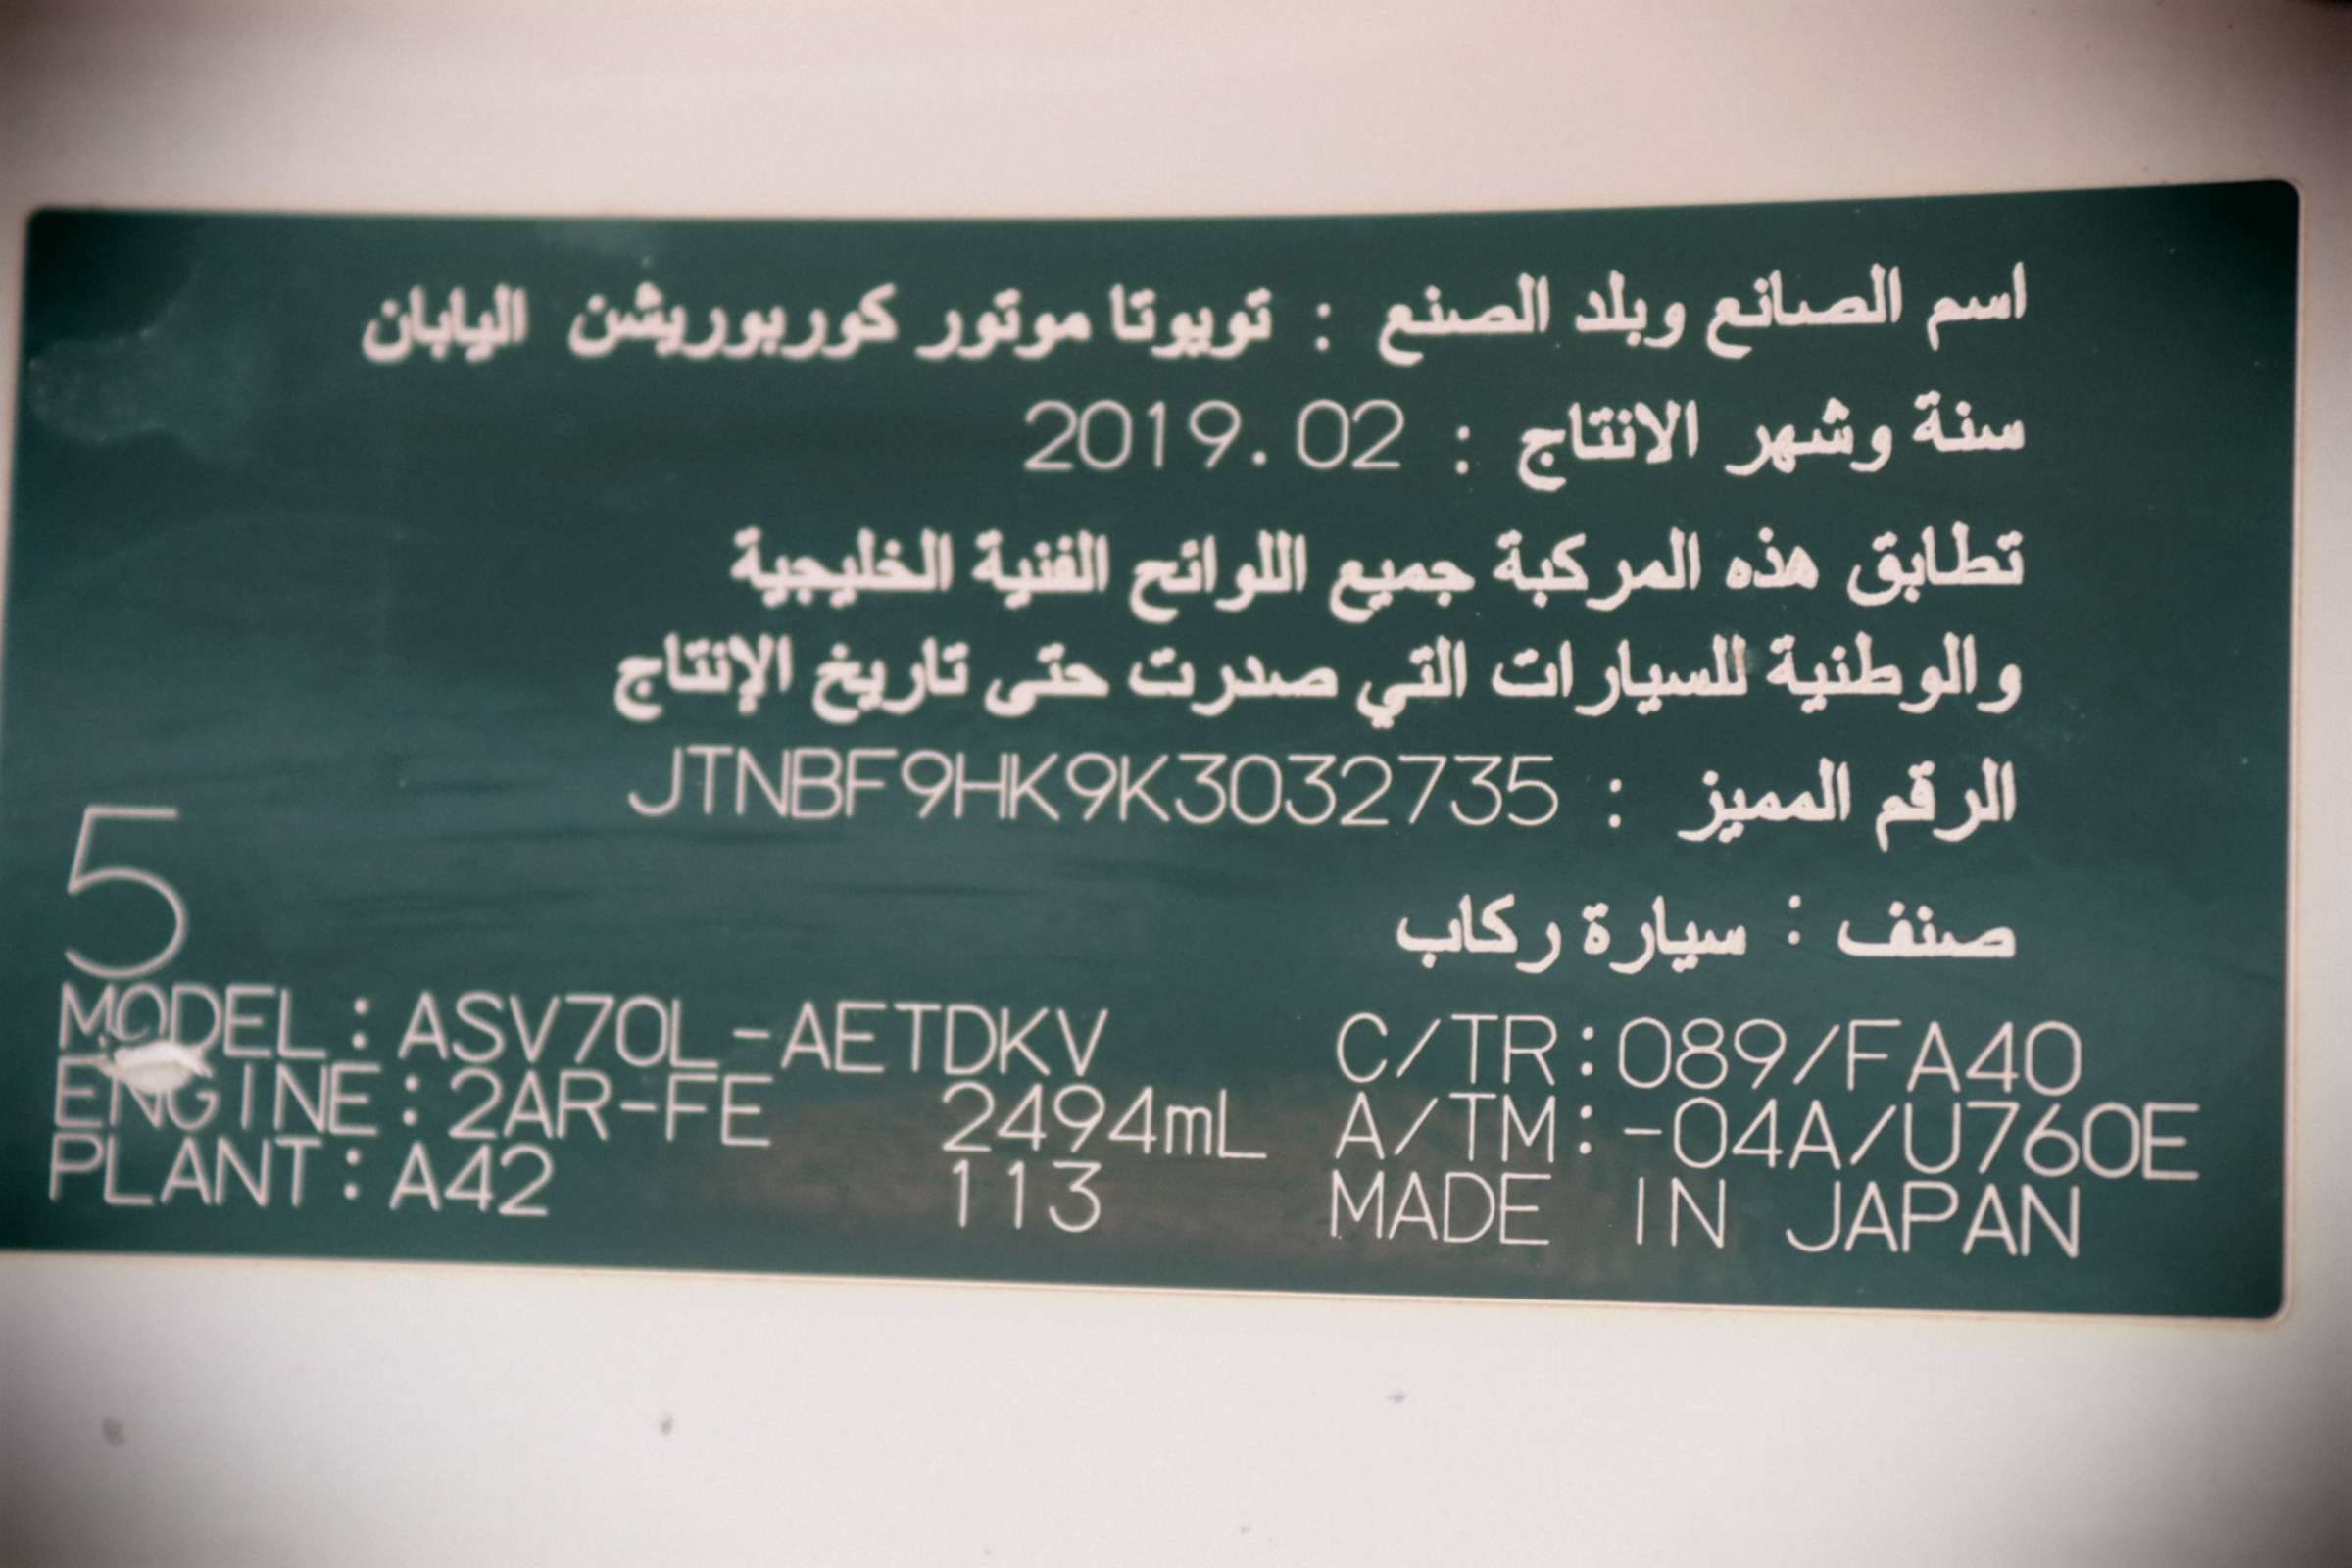 اسم الصانع وبلد الصنع : تويوتا موتور كوربوريشن اليابان
سنة وشهر الانتاج : 2019.02
تطابق هذه المركبة جميع اللوائح الفنية الخليجية
والوطنية للسيارات التي صدرت حتى تاريخ الإنتاج
الرقم المميز : JTNBF9HK9K3032735
صنف : سيارة ركاب
5
MODEL:ASV70L-AETDKV C/TR:089/FA40
ENGINE:2AR-FE 2494mL A/TM:-04A/U760E
PLANT:A42 113 MADE IN JAPAN